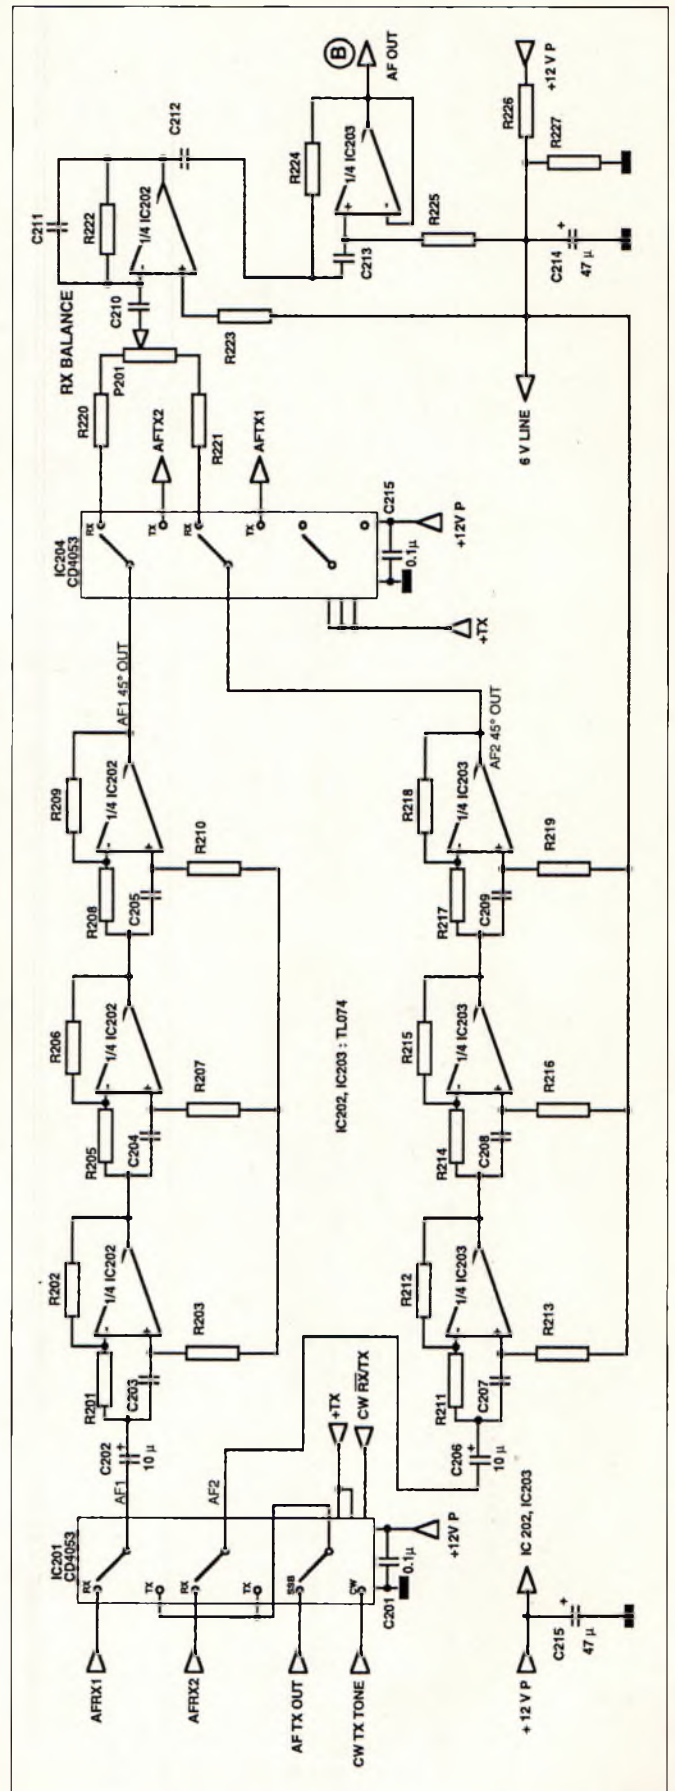 IC201
CD4053
AFRX1
RX
TX
AFRX2
RX
TX
AF TX OUT
SSB
CW TX TONE
CW
C201
0.1µ
+12V P
+TX
CW RX/TX
AF1
AF2
C202
+
10 µ
R201
R202
C203
1/4 IC202
-
+
R203
R205
R206
C204
1/4 IC202
-
+
R207
R208
R209
C205
1/4 IC202
-
+
R210
AF1 45° OUT
C206
+
10 µ
R211
R212
C207
1/4 IC203
-
+
R213
R214
R215
C208
1/4 IC203
-
+
R216
R217
R218
C209
1/4 IC203
-
+
R219
AF2 45° OUT
IC202, IC203 : TL074
+ 12 V P
C215
+
47 µ
IC 202, IC203
IC204
CD4053
RX
TX
RX
TX
AFTX2
AFTX1
C215
0.1µ
+12V P
+TX
R220
R221
RX BALANCE
P201
C210
C211
R222
1/4 IC202
-
+
C212
R223
R224
C213
1/4 IC203
+
-
R225
B
AF OUT
6 V LINE
C214
+
47 µ
R226
R227
+12 V P